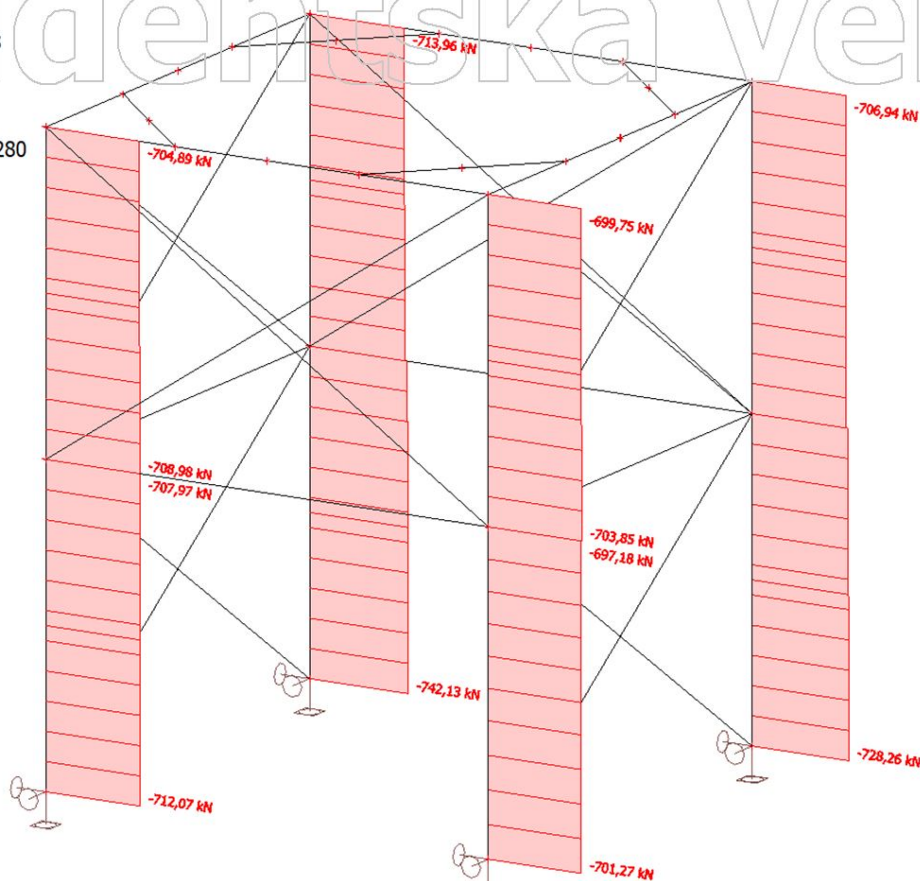 dentska ve
-713,96 kN
-706,94 kN
280
-704,89 kN
-699,75 kN
-708,98 kN
-707,97 kN
-703,85 kN
-697,18 kN
-742,13 kN
-728,26 kN
-712,07 kN
-701,27 kN